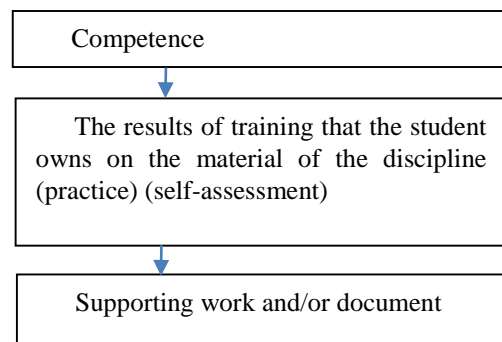 Competence
The results of training that the student
owns on the material of the discipline
(practice) (self-assessment)
Supporting work and/or document